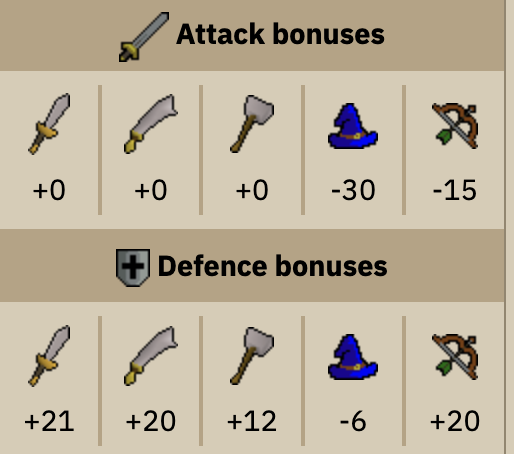 Attack bonuses
+0 +0 +0 -30 -15
Defence bonuses
+21 +20 +12 -6 +20